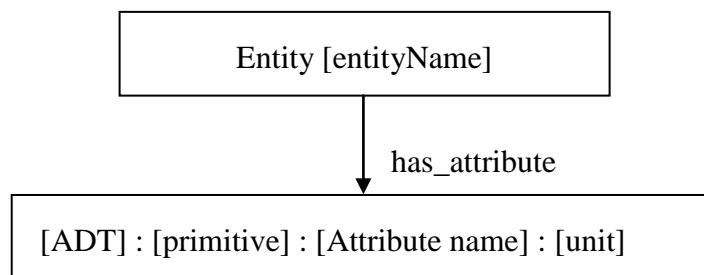 Entity [entityName]
has_attribute
[ADT] : [primitive] : [Attribute name] : [unit]